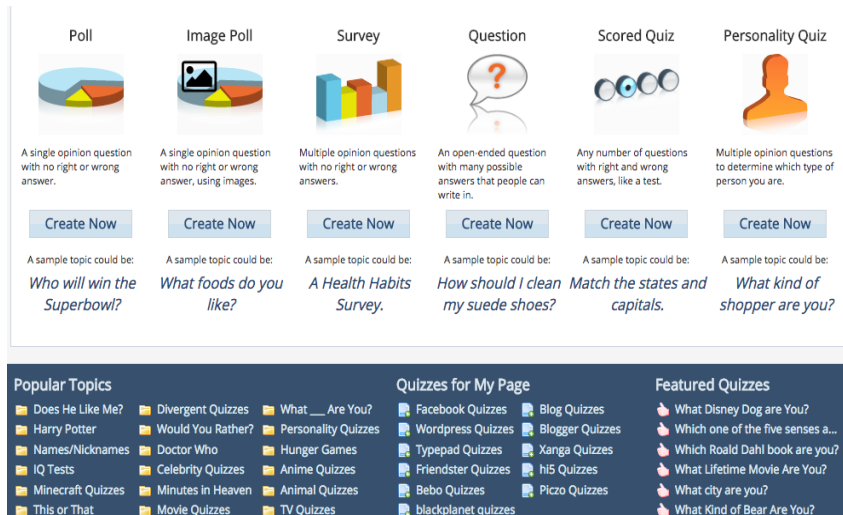 Poll
Image Poll
Survey
Question
Scored Quiz
Personality Quiz
A single opinion question
with no right or wrong
answer.
A single opinion question
with no right or wrong
answer, using images.
Multiple opinion questions
with no right or wrong
answers.
An open-ended question
with many possible
answers that people can
write in.
Any number of questions
with right and wrong
answers, like a test.
Multiple opinion questions
to determine which type of
person you are.
Create Now
Create Now
Create Now
Create Now
Create Now
Create Now
A sample topic could be:
Who will win the
Superbowl?
A sample topic could be:
What foods do you
like?
A sample topic could be:
A Health Habits
Survey.
A sample topic could be:
How should I clean
my suede shoes?
A sample topic could be:
Match the states and
capitals.
A sample topic could be:
What kind of
shopper are you?
Popular Topics
Does He Like Me?
Harry Potter
Names/Nicknames
IQ Tests
Minecraft Quizzes
This or That
Divergent Quizzes
Would You Rather?
Doctor Who
Celebrity Quizzes
Minutes in Heaven
Movie Quizzes
What ___ Are You?
Personality Quizzes
Hunger Games
Anime Quizzes
Animal Quizzes
TV Quizzes
Quizzes for My Page
Facebook Quizzes
Wordpress Quizzes
Typepad Quizzes
Friendster Quizzes
Bebo Quizzes
blackplanet quizzes
Blog Quizzes
Blogger Quizzes
Xanga Quizzes
hi5 Quizzes
Piczo Quizzes
Featured Quizzes
What Disney Dog are You?
Which one of the five senses a...
Which Roald Dahl book are you?
What Lifetime Movie Are You?
What city are you?
What Kind of Bear Are You?